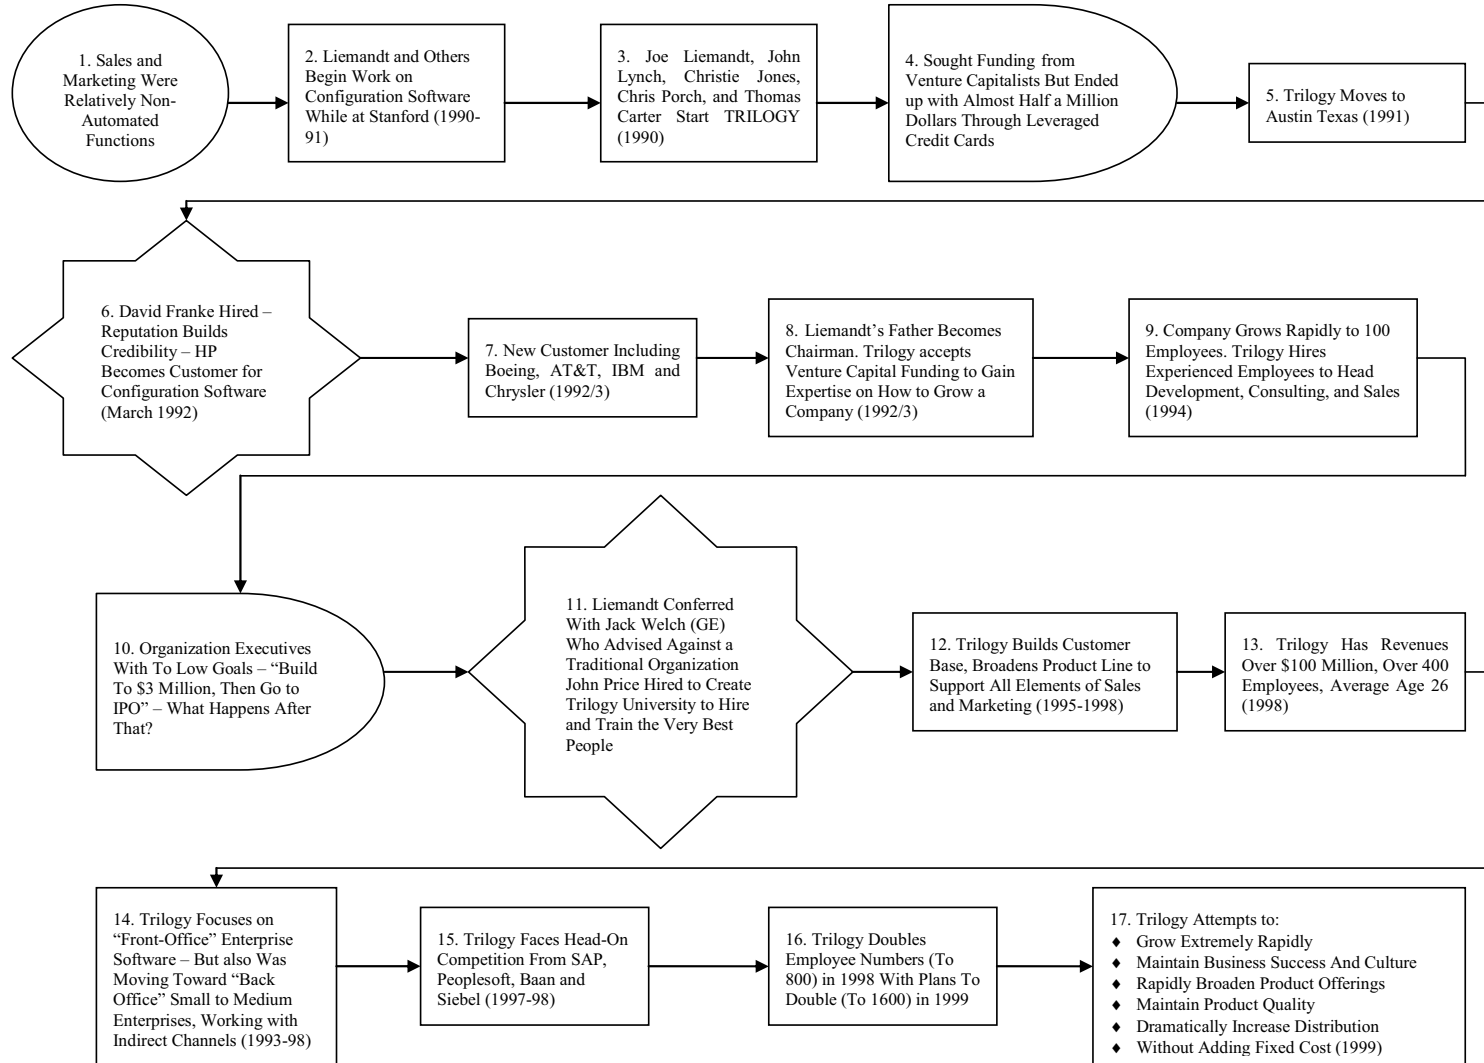 1. Sales and
Marketing Were
Relatively Non-
Automated
Functions
2. Liemandt and Others
Begin Work on
Configuration Software
While at Stanford (1990-
91)
3. Joe Liemandt, John
Lynch, Christie Jones,
Chris Porch, and Thomas
Carter Start TRILOGY
(1990)
4. Sought Funding from
Venture Capitalists But Ended
up with Almost Half a Million
Dollars Through Leveraged
Credit Cards
5. Trilogy Moves to
Austin Texas (1991)
6. David Franke Hired –
Reputation Builds
Credibility – HP
Becomes Customer for
Configuration Software
(March 1992)
7. New Customer Including
Boeing, AT&T, IBM and
Chrysler (1992/3)
8. Liemandt’s Father Becomes
Chairman. Trilogy accepts
Venture Capital Funding to Gain
Expertise on How to Grow a
Company (1992/3)
9. Company Grows Rapidly to 100
Employees. Trilogy Hires
Experienced Employees to Head
Development, Consulting, and Sales
(1994)
10. Organization Executives
With To Low Goals – “Build
To $3 Million, Then Go to
IPO” – What Happens After
That?
11. Liemandt Conferred
With Jack Welch (GE)
Who Advised Against a
Traditional Organization
John Price Hired to Create
Trilogy University to Hire
and Train the Very Best
People
12. Trilogy Builds Customer
Base, Broadens Product Line to
Support All Elements of Sales
and Marketing (1995-1998)
13. Trilogy Has Revenues
Over $100 Million, Over 400
Employees, Average Age 26
(1998)
14. Trilogy Focuses on
“Front-Office” Enterprise
Software – But also Was
Moving Toward “Back
Office” Small to Medium
Enterprises, Working with
Indirect Channels (1993-98)
15. Trilogy Faces Head-On
Competition From SAP,
Peoplesoft, Baan and
Siebel (1997-98)
16. Trilogy Doubles
Employee Numbers (To
800) in 1998 With Plans To
Double (To 1600) in 1999
17. Trilogy Attempts to:
♦ Grow Extremely Rapidly
♦ Maintain Business Success And Culture
♦ Rapidly Broaden Product Offerings
♦ Maintain Product Quality
♦ Dramatically Increase Distribution
♦ Without Adding Fixed Cost (1999)